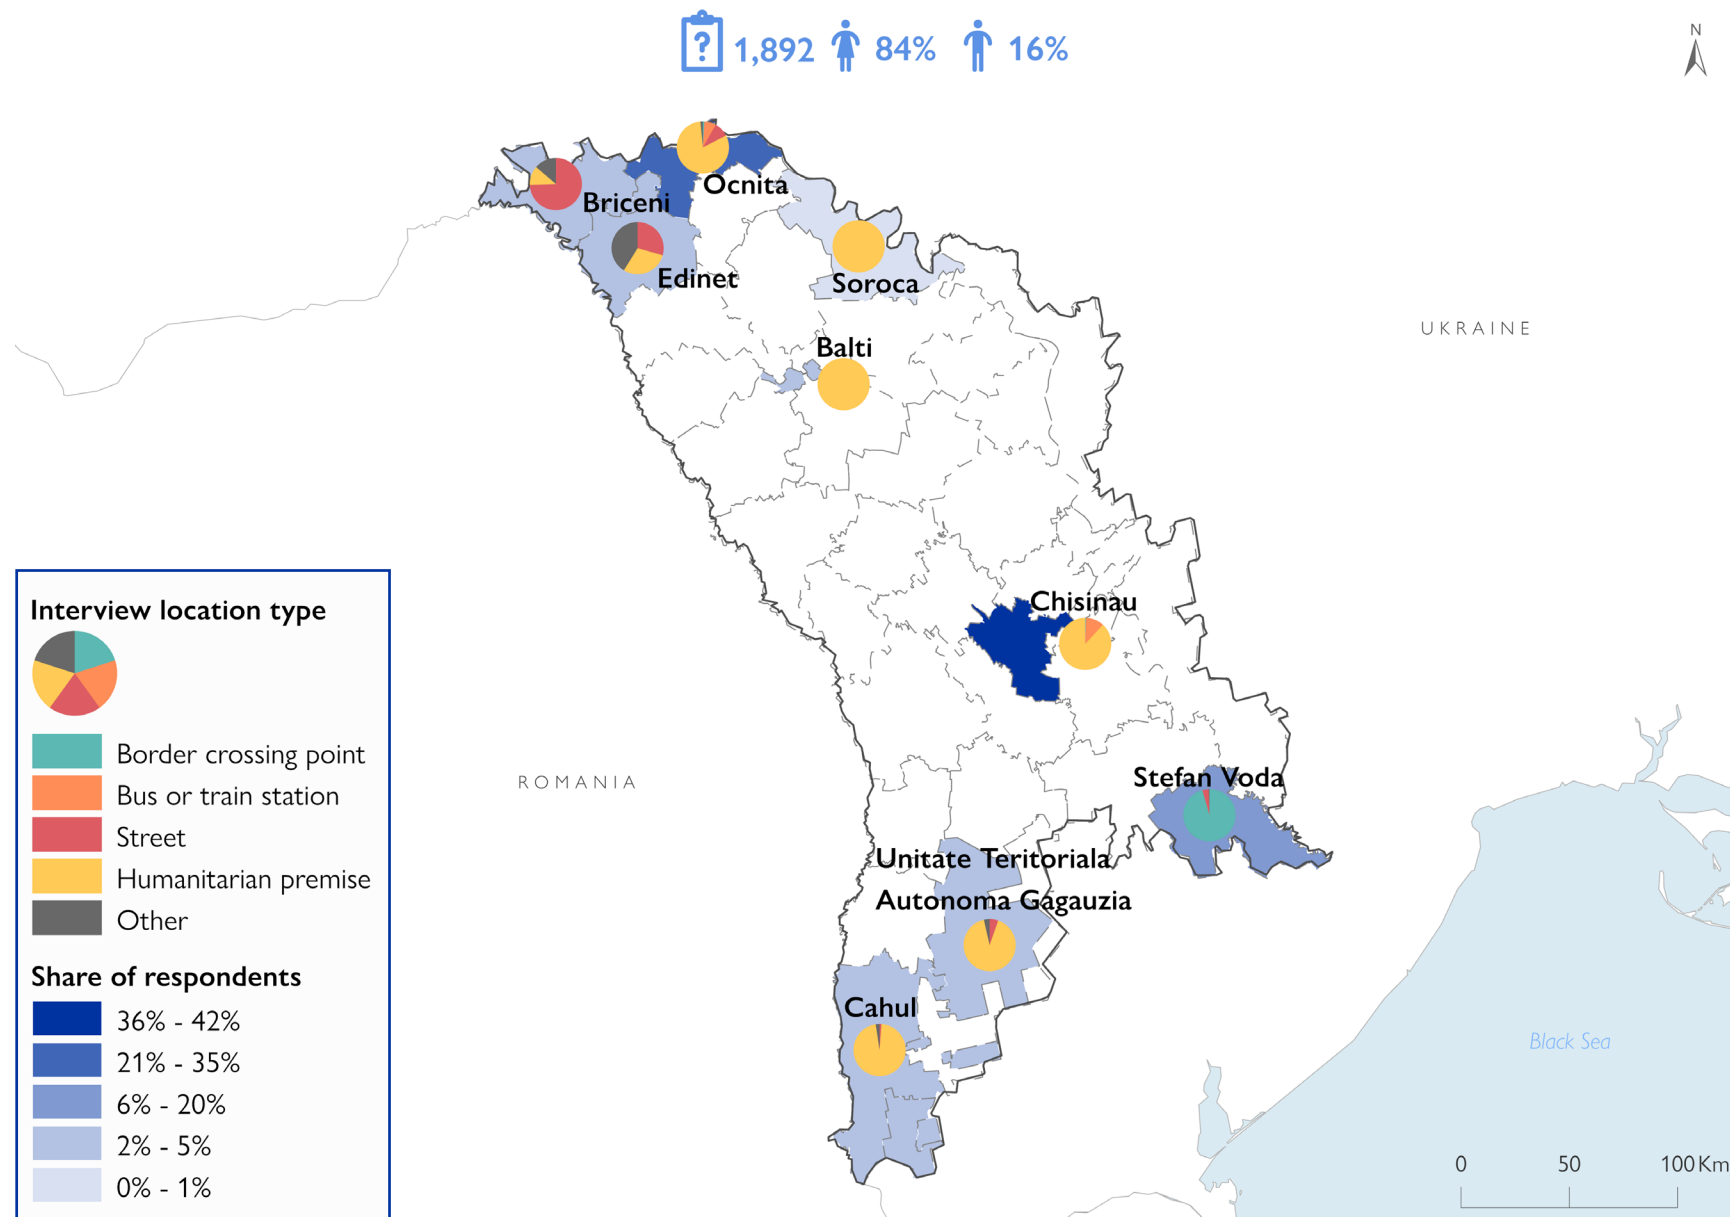 ? 1,892 84% 16%
N
Ocnita
Briceni
Edinet
Soroca
Balti
UKRAINE
Chisinau
ROMANIA
Stefan Voda
Unitate Teritoriala
Autonoma Gagauzia
Cahul
Black Sea
Interview location type
Border crossing point
Bus or train station
Street
Humanitarian premise
Other
Share of respondents
36% - 42%
21% - 35%
6% - 20%
2% - 5%
0% - 1%
0 50 100 Km